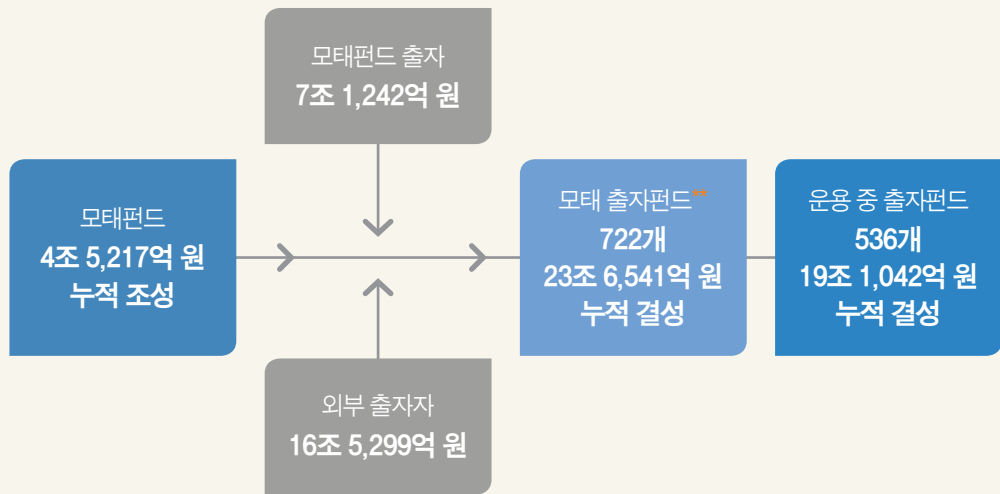 모태펀드 출자
7조 1,242억 원
모태펀드
4조 5,217억 원
누적 조성
모태 출자펀드**
722개
23조 6,541억 원
누적 결성
운용 중 출자펀드
536개
19조 1,042억 원
누적 결성
외부 출자자
16조 5,299억 원